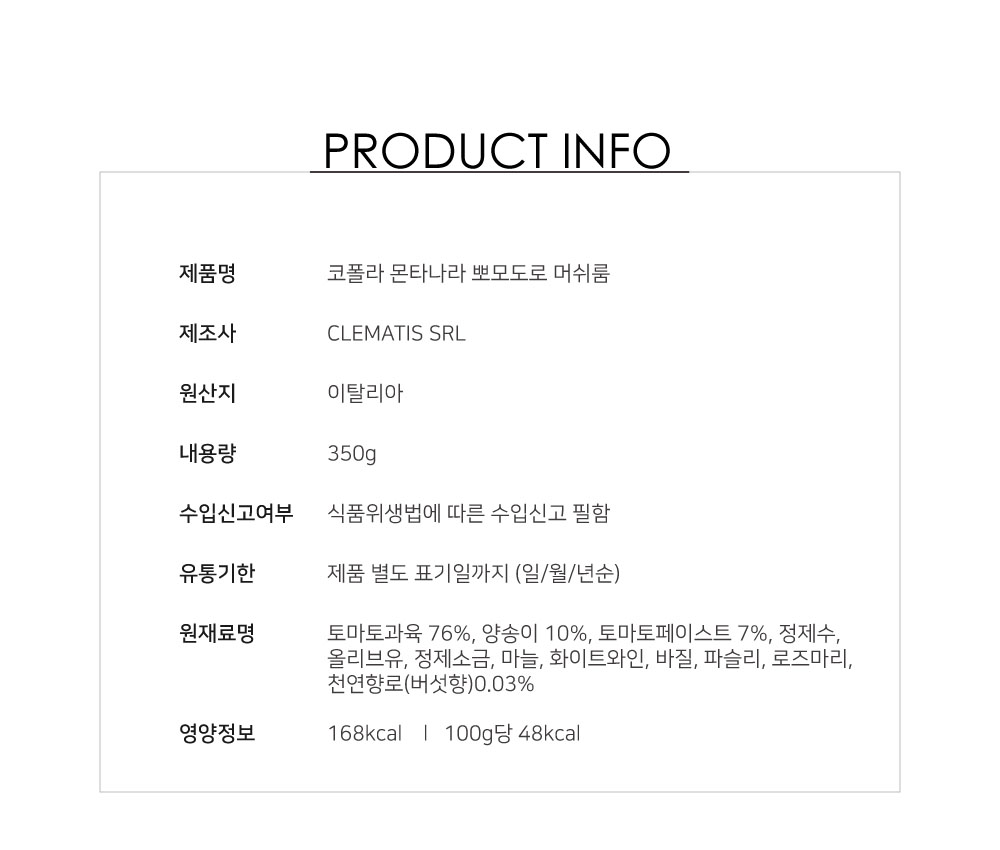 PRODUCT INFO
제품명 코폴라 몬타나라 뽀모도로 머쉬룸
제조사 CLEMATIS SRL
원산지 이탈리아
내용량 350g
수입신고여부 식품위생법에 따른 수입신고 필함
유통기한 제품 별도 표기일까지 (일/월/년순)
원재료명 토마토과육 76%, 양송이 10%, 토마토페이스트 7%, 정제수,
올리브유, 정제소금, 마늘, 화이트와인, 바질, 파슬리, 로즈마리,
천연향로(버섯향)0.03%
영양정보 168kcal ㅣ 100g당 48kcal